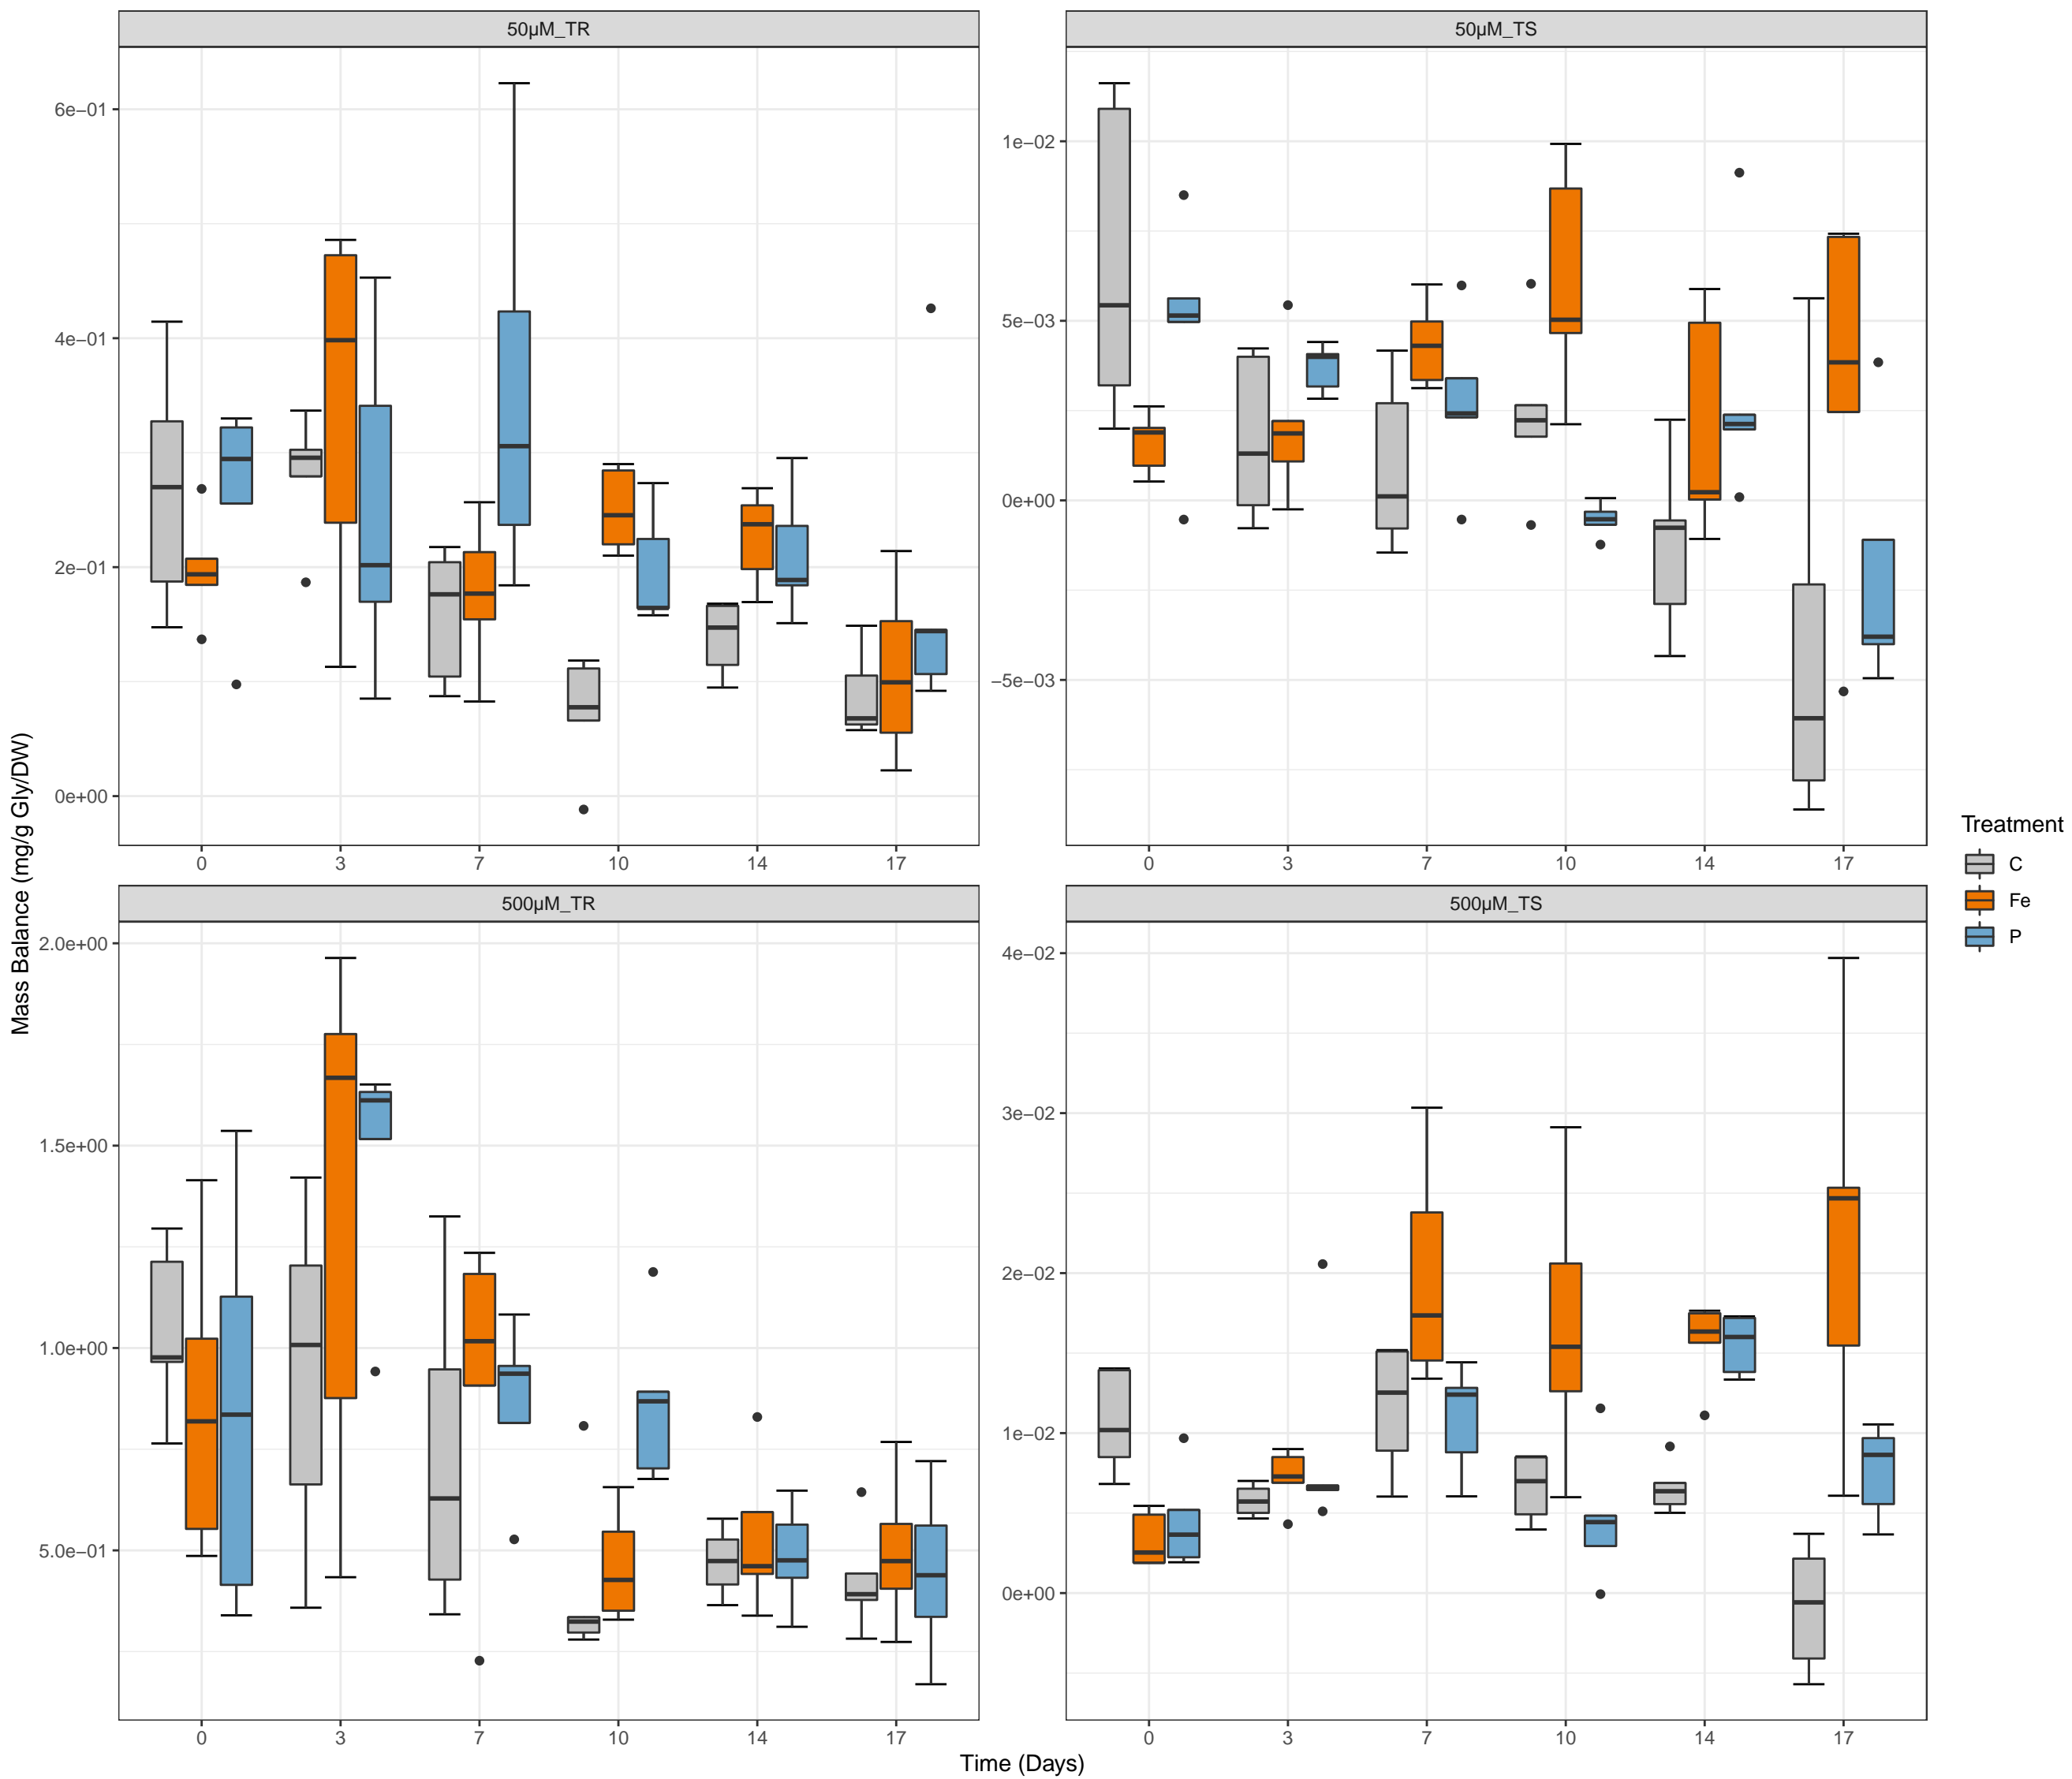 50µM_TR
50µM_TS
6e−01
4e−01
2e−01
0e+00
1e−02
5e−03
0e+00
−5e−03
0 3 7 10 14 17
0 3 7 10 14 17
500µM_TR
500µM_TS
2.0e+00
1.5e+00
1.0e+00
5.0e−01
4e−02
3e−02
2e−02
1e−02
0e+00
0 3 7 10 14 17
0 3 7 10 14 17
Mass Balance (mg/g Gly/DW)
Time (Days)
Treatment
C
Fe
P